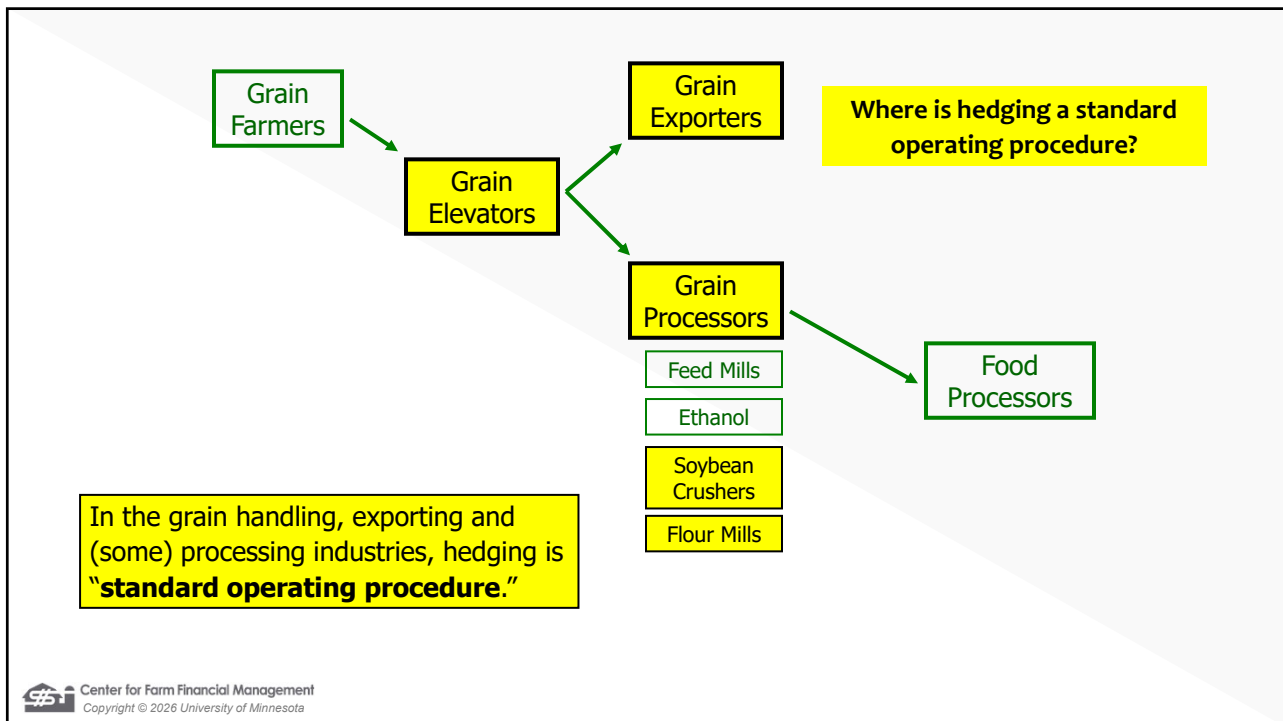 Grain
Farmers
Grain
Elevators
Grain
Exporters
Where is hedging a standard
operating procedure?
Grain
Processors
Feed Mills
Ethanol
Soybean
Crushers
Flour Mills
Food
Processors
In the grain handling, exporting and
(some) processing industries, hedging is
“standard operating procedure.”
Center for Farm Financial Management
Copyright © 2026 University of Minnesota